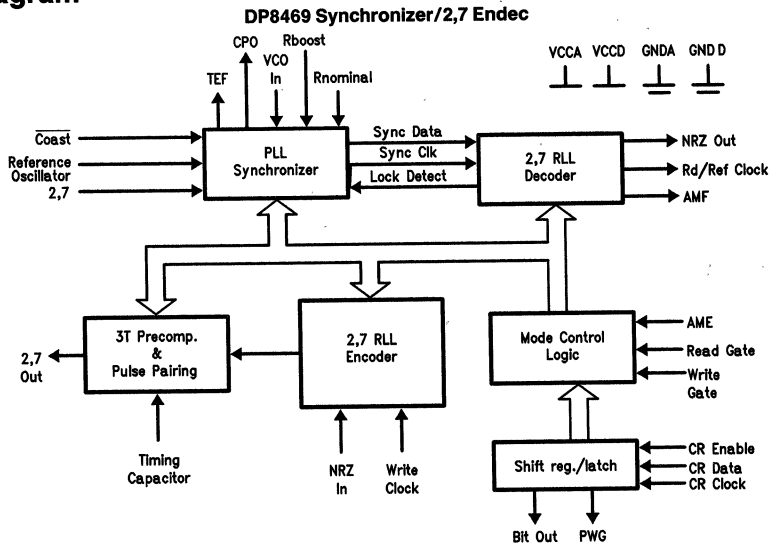 DP8469 Synchronizer/2,7 Endec
CPO
Rboost
VCO
In
TEF
Rnominal
VCCA
VCCD
GNDA
GND D
Coast
Reference
Oscillator
2,7
PLL
Synchronizer
Sync Data
Sync Clk
Lock Detect
2,7 RLL
Decoder
NRZ Out
Rd/Ref Clock
AMF
3T Precomp.
&
Pulse Pairing
2,7
Out
Timing
Capacitor
2,7 RLL
Encoder
NRZ
In
Write
Clock
Mode Control
Logic
AME
Read Gate
Write
Gate
Shift reg./latch
CR Enable
CR Data
CR Clock
Bit Out
PWG